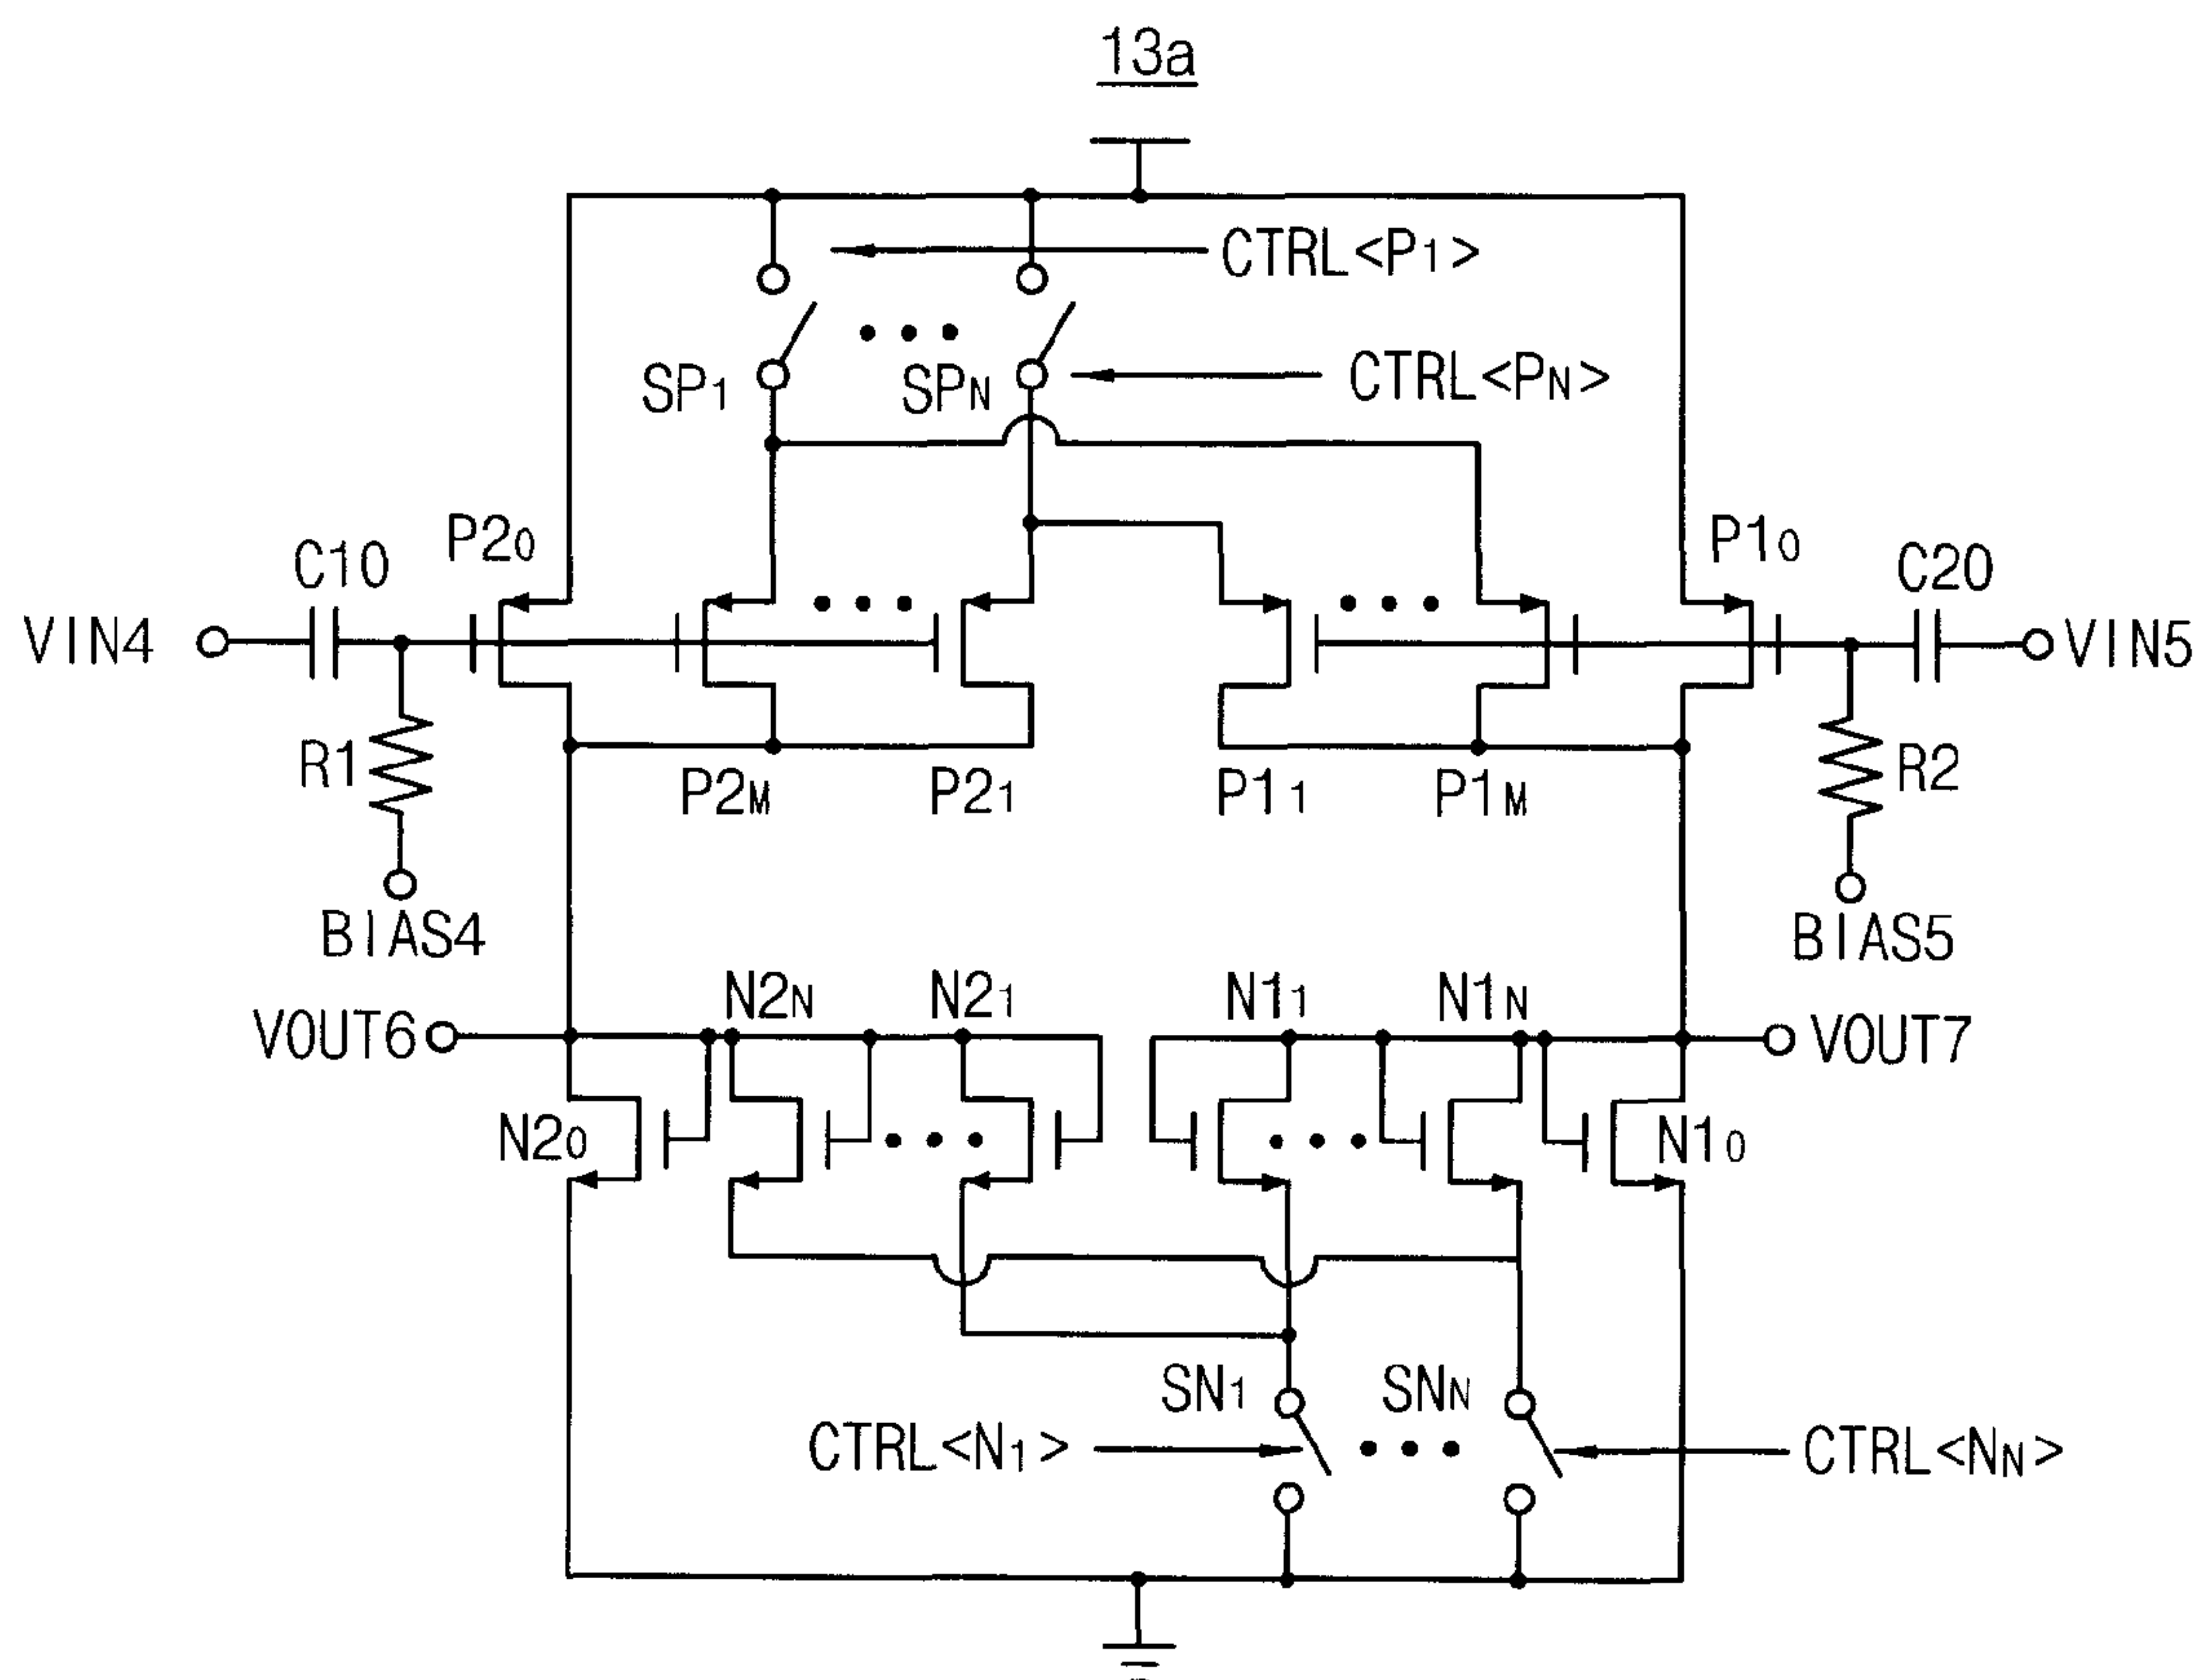 13a
CTRL<P1>
SP1
SPN
CTRL<PN>
P20
P10
C10
C20
VIN4
VIN5
R1
P2M
P21
P11
P1M
R2
BIAS4
BIAS5
N2N
N21
N11
N1N
VOUT6
VOUT7
N20
N10
SN1
SNN
CTRL<N1>
CTRL<NN>